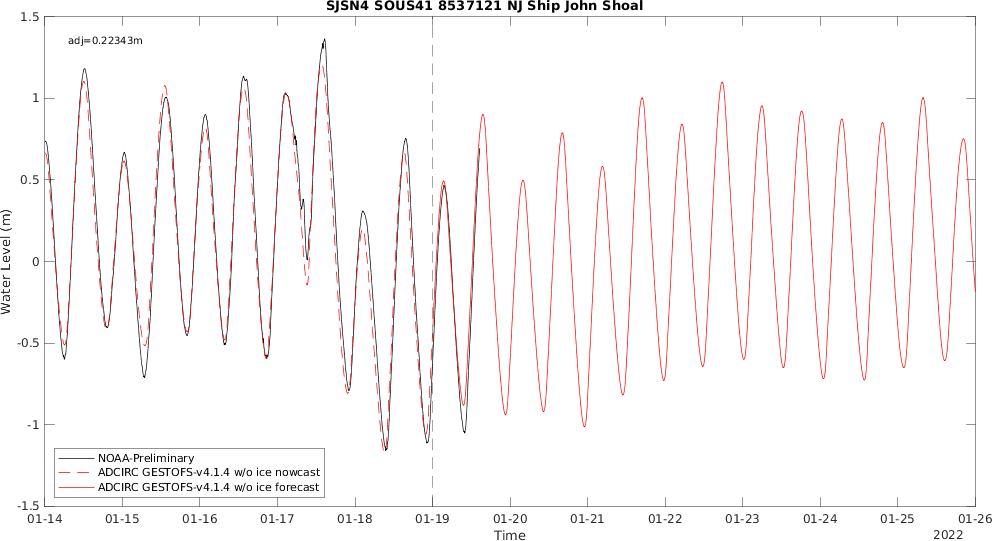 SJSN4 SOUS41 8537121 NJ Ship John Shoal
adj=0.22343m
1.5
1
0.5
0
-0.5
-1
-1.5
Water Level (m)
NOAA-Preliminary
ADCIRC GESTOFS-v4.1.4 w/o ice nowcast
ADCIRC GESTOFS-v4.1.4 w/o ice forecast
01-14 01-15 01-16 01-17 01-18 01-19 01-20 01-21 01-22 01-23 01-24 01-25 01-26
Time
2022